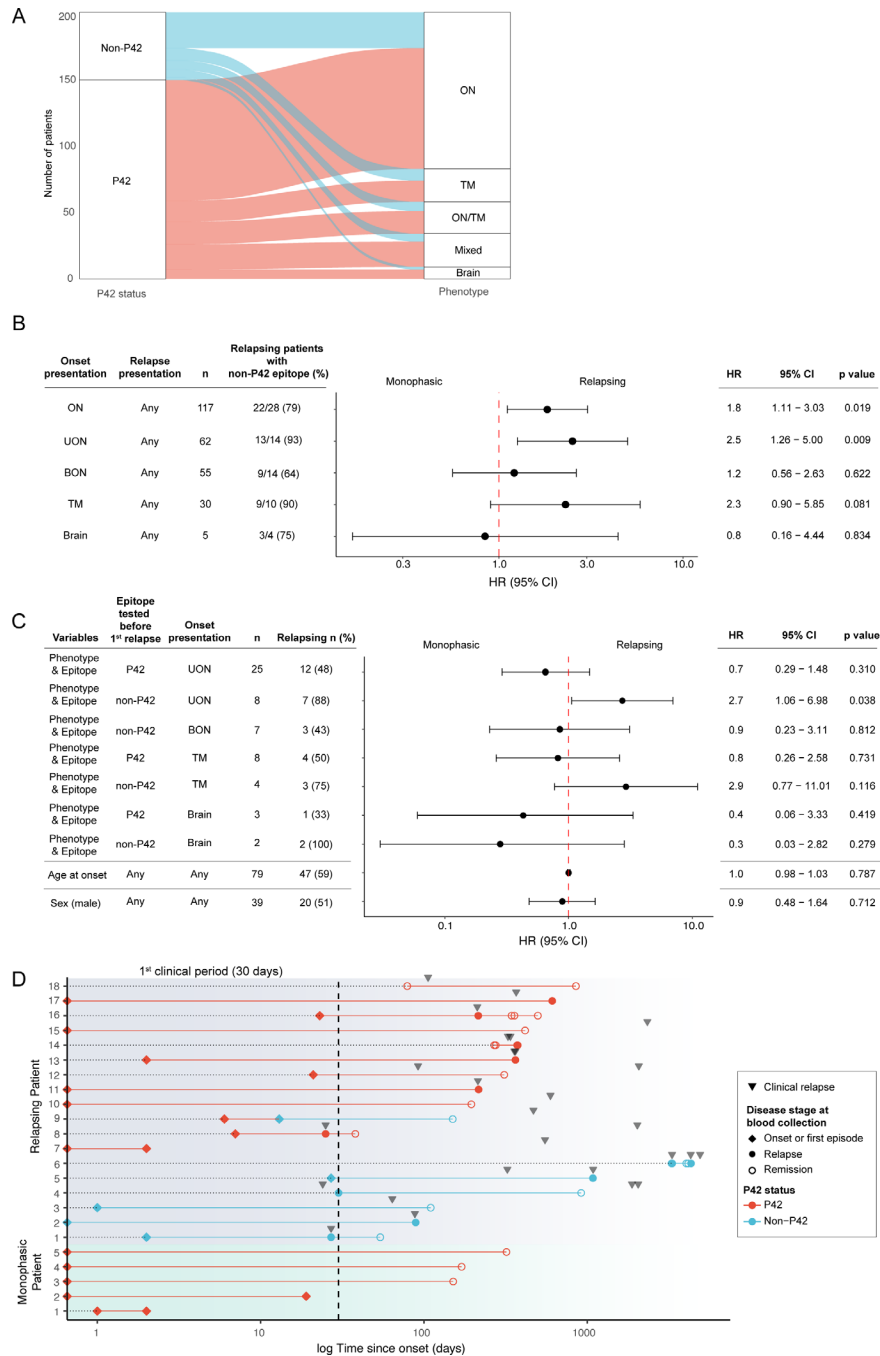 A
200
150
100
50
0
Number of patients
Non-P42
P42
ON
TM
ON/TM
Mixed
Brain
P42 status
Phenotype
B
Onset presentation Relapse presentation n Relapsing patients with non-P42 epitope (%) Monophasic Relapsing HR 95% CI p value
ON Any 117 22/28 (79) 1.8 1.11 − 3.03 0.019
UON Any 62 13/14 (93) 2.5 1.26 − 5.00 0.009
BON Any 55 9/14 (64) 1.2 0.56 − 2.63 0.622
TM Any 30 9/10 (90) 2.3 0.90 − 5.85 0.081
Brain Any 5 3/4 (75) 0.8 0.16 − 4.44 0.834
0.3 1.0 3.0 10.0
HR (95% CI)
C
Variables Epitope tested before 1st relapse Onset presentation n Relapsing n (%) Monophasic Relapsing HR 95% CI p value
Phenotype & Epitope P42 UON 25 12 (48) 0.7 0.29 − 1.48 0.310
Phenotype & Epitope non-P42 UON 8 7 (88) 2.7 1.06 − 6.98 0.038
Phenotype & Epitope non-P42 BON 7 3 (43) 0.9 0.23 − 3.11 0.812
Phenotype & Epitope P42 TM 8 4 (50) 0.8 0.26 − 2.58 0.731
Phenotype & Epitope non-P42 TM 4 3 (75) 2.9 0.77 − 11.01 0.116
Phenotype & Epitope P42 Brain 3 1 (33) 0.4 0.06 − 3.33 0.419
Phenotype & Epitope non-P42 Brain 2 2 (100) 0.3 0.03 − 2.82 0.279
Age at onset Any Any 79 47 (59) 1.0 0.98 − 1.03 0.787
Sex (male) Any Any 39 20 (51) 0.9 0.48 − 1.64 0.712
0.1 1.0 10.0
HR (95% CI)
D
1st clinical period (30 days)
Relapsing Patient
18
17
16
15
14
13
12
11
10
9
8
7
6
5
4
3
2
1
Monophasic Patient
5
4
3
2
1
1 10 100 1000
log Time since onset (days)
Clinical relapse
Disease stage at
blood collection
Onset or first episode
Relapse
Remission
P42 status
P42
Non−P42